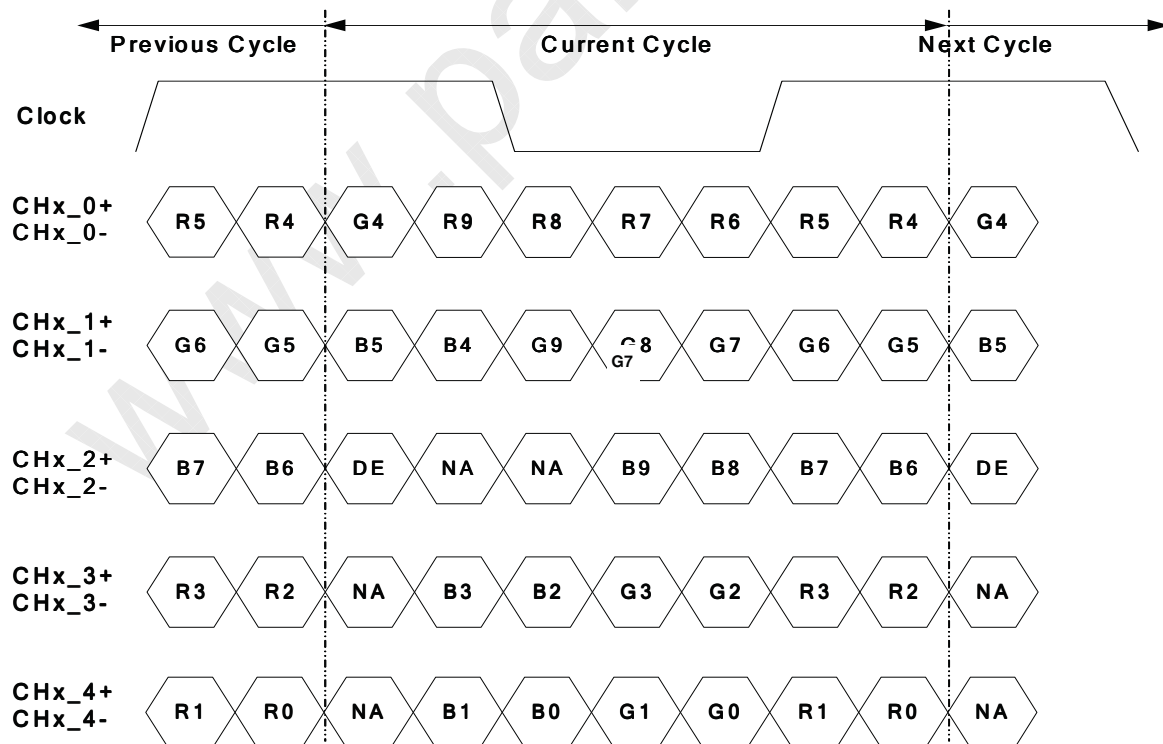 Previous Cycle Current Cycle Next Cycle
Clock
CHx_0+
CHx_0-
R5 R4 G4 R9 R8 R7 R6 R5 R4 G4
CHx_1+
CHx_1-
G6 G5 B5 B4 G9 G8 G7 G6 G5 B5
G7
CHx_2+
CHx_2-
B7 B6 DE NA NA B9 B8 B7 B6 DE
CHx_3+
CHx_3-
R3 R2 NA B3 B2 G3 G2 R3 R2 NA
CHx_4+
CHx_4-
R1 R0 NA B1 B0 G1 G0 R1 R0 NA
www.pa